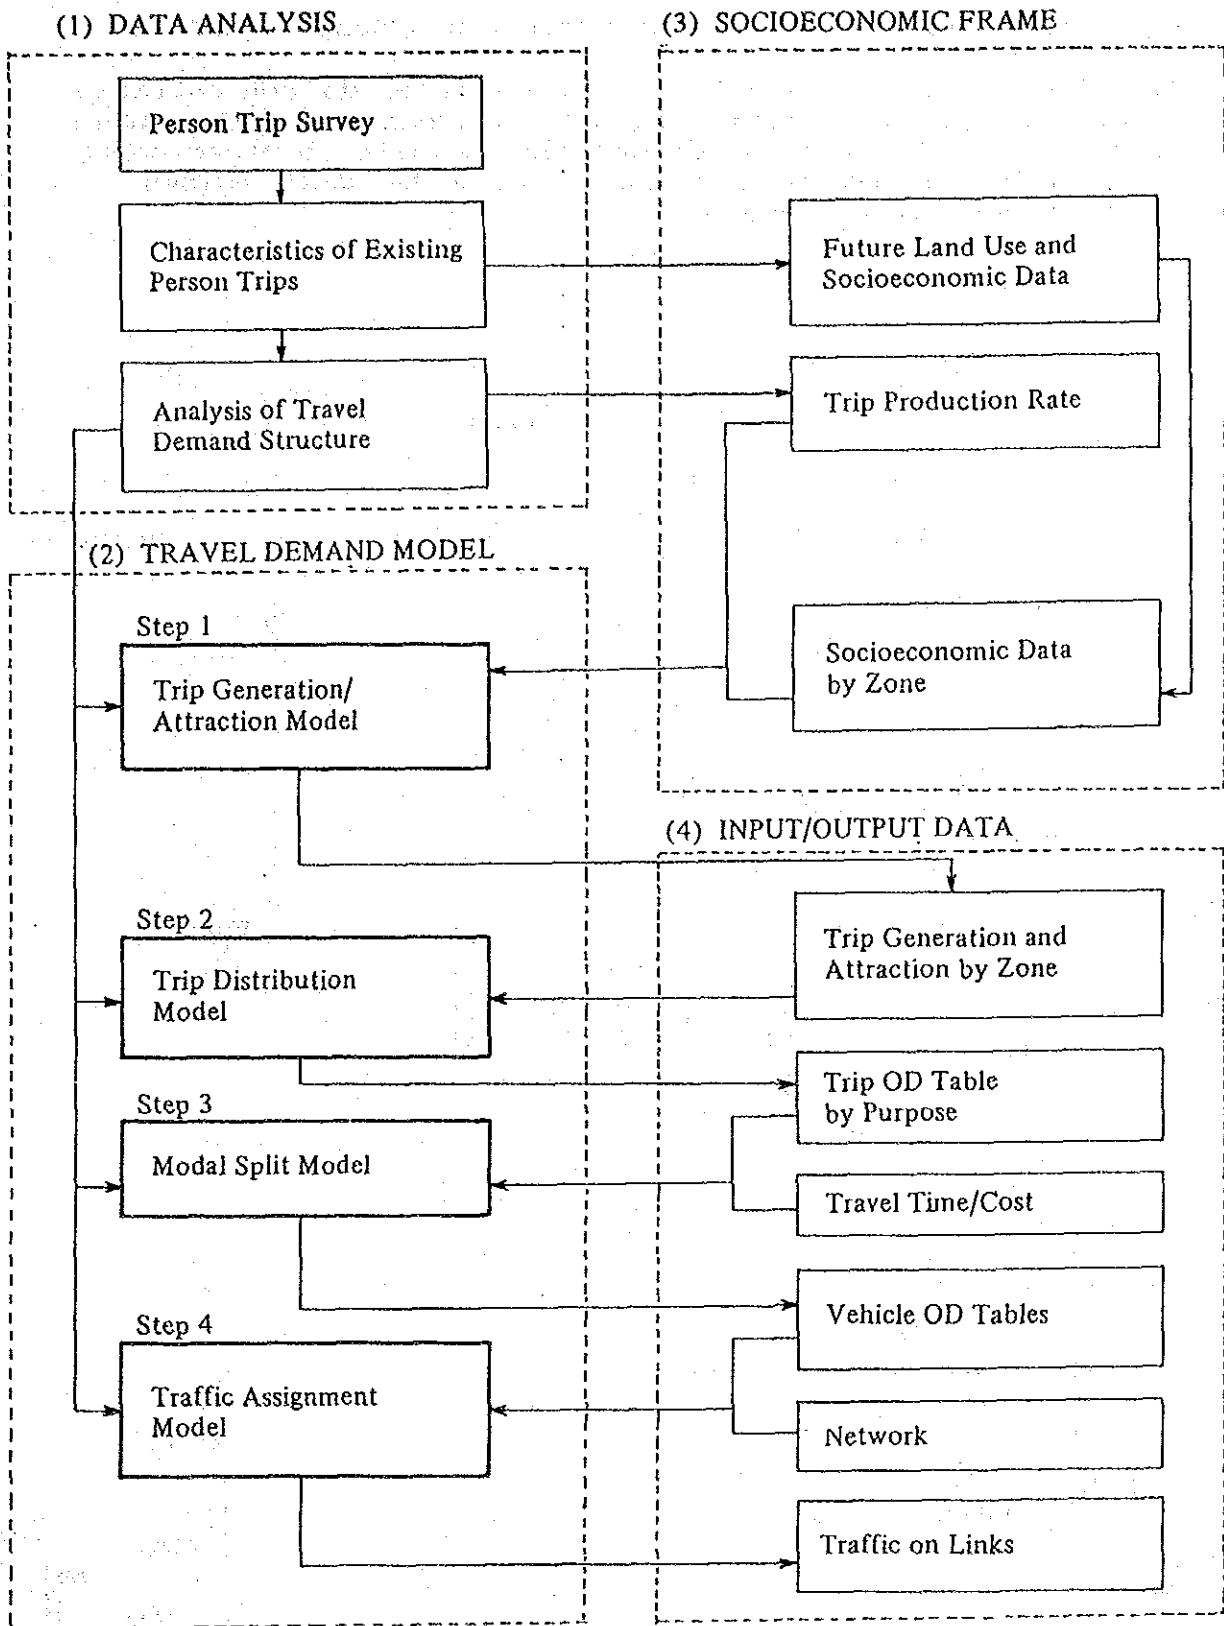 (1) DATA ANALYSIS
Person Trip Survey
Characteristics of Existing
Person Trips
Analysis of Travel
Demand Structure
(2) TRAVEL DEMAND MODEL
Step 1
Trip Generation/
Attraction Model
Step 2
Trip Distribution
Model
Step 3
Modal Split Model
Step 4
Traffic Assignment
Model
(3) SOCIOECONOMIC FRAME
Future Land Use and
Socioeconomic Data
Trip Production Rate
Socioeconomic Data
by Zone
(4) INPUT/OUTPUT DATA
Trip Generation and
Attraction by Zone
Trip OD Table
by Purpose
Travel Time/Cost
Vehicle OD Tables
Network
Traffic on Links